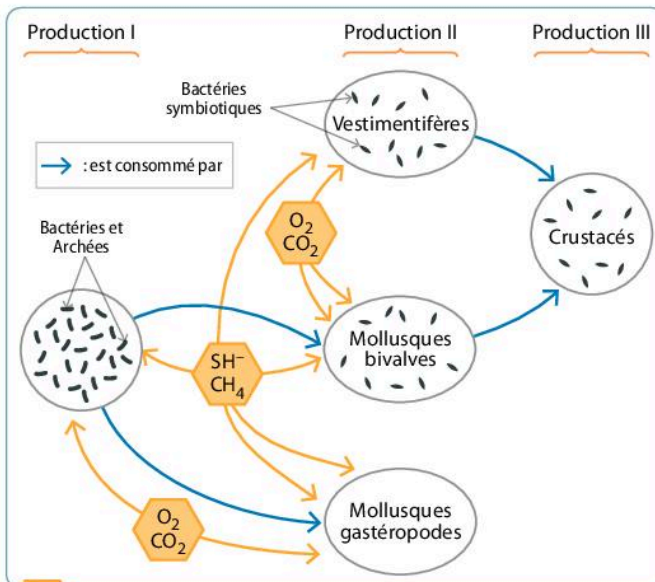 Production I
Production II
Production III
Bactéries
symbiotiques
Vestimentifères
: est consommé par
O2
CO2
Bactéries et
Archées
Crustacés
Mollusques
bivalves
SH⁻
CH4
Mollusques
gastéropodes
O2
CO2